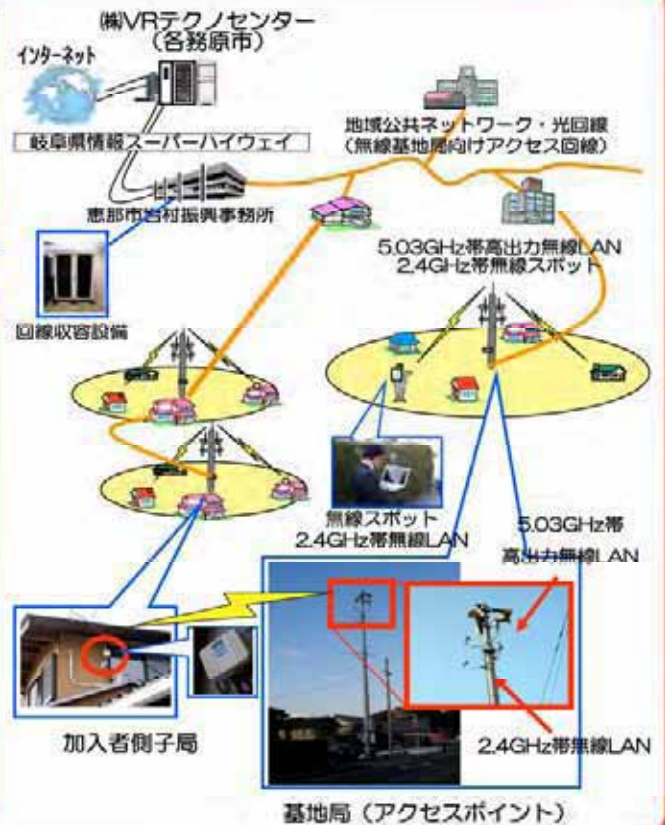 ㈱VRテクノセンター
(各務原市)
インターネット
岐阜県情報スーパーハイウェイ
地域公共ネットワーク・光回線
(無線基地局向けアクセス回線)
恵那市岩村振興事務所
5.03GHz帯高出力無線LAN
2.4GHz帯無線スポット
回線収容設備
無線スポット
2.4GHz帯無線LAN
5.03GHz帯
高出力無線LAN
加入者側子局
2.4GHz帯無線LAN
基地局(アクセスポイント)